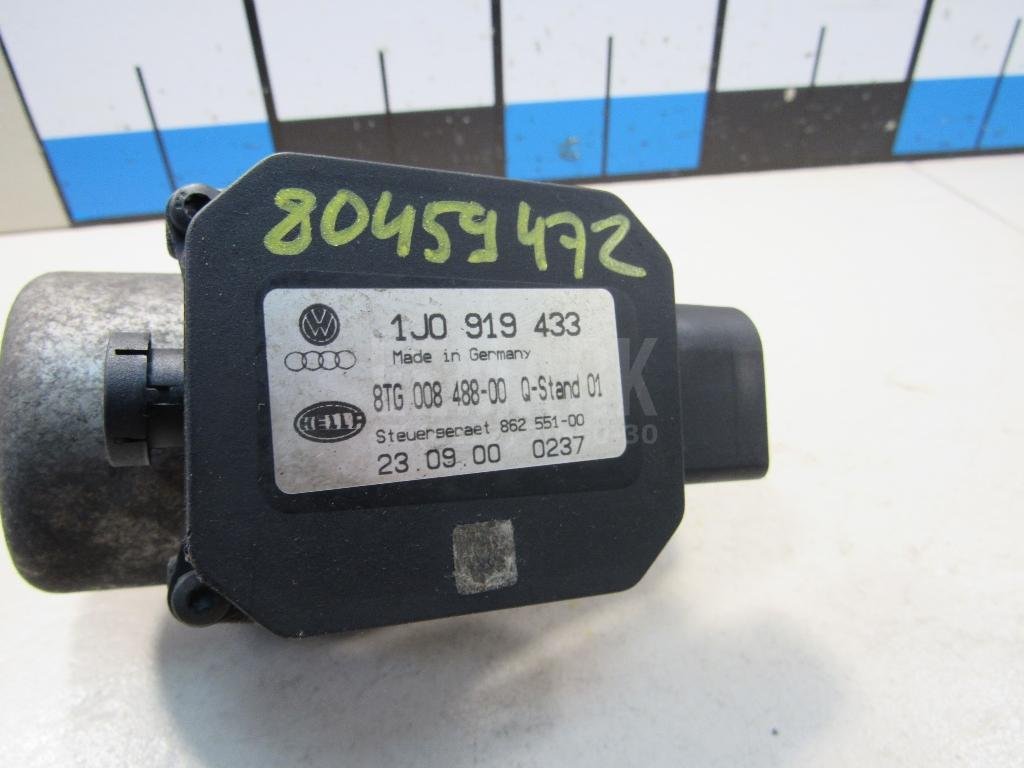 80459472
1J0 919 433
Made in Germany
8TG 008 488-00 Q-Stand 01
HELLA
Steuergeraet 862 551-00
23.09.00 0237